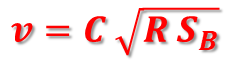 v = C √(R S_B)